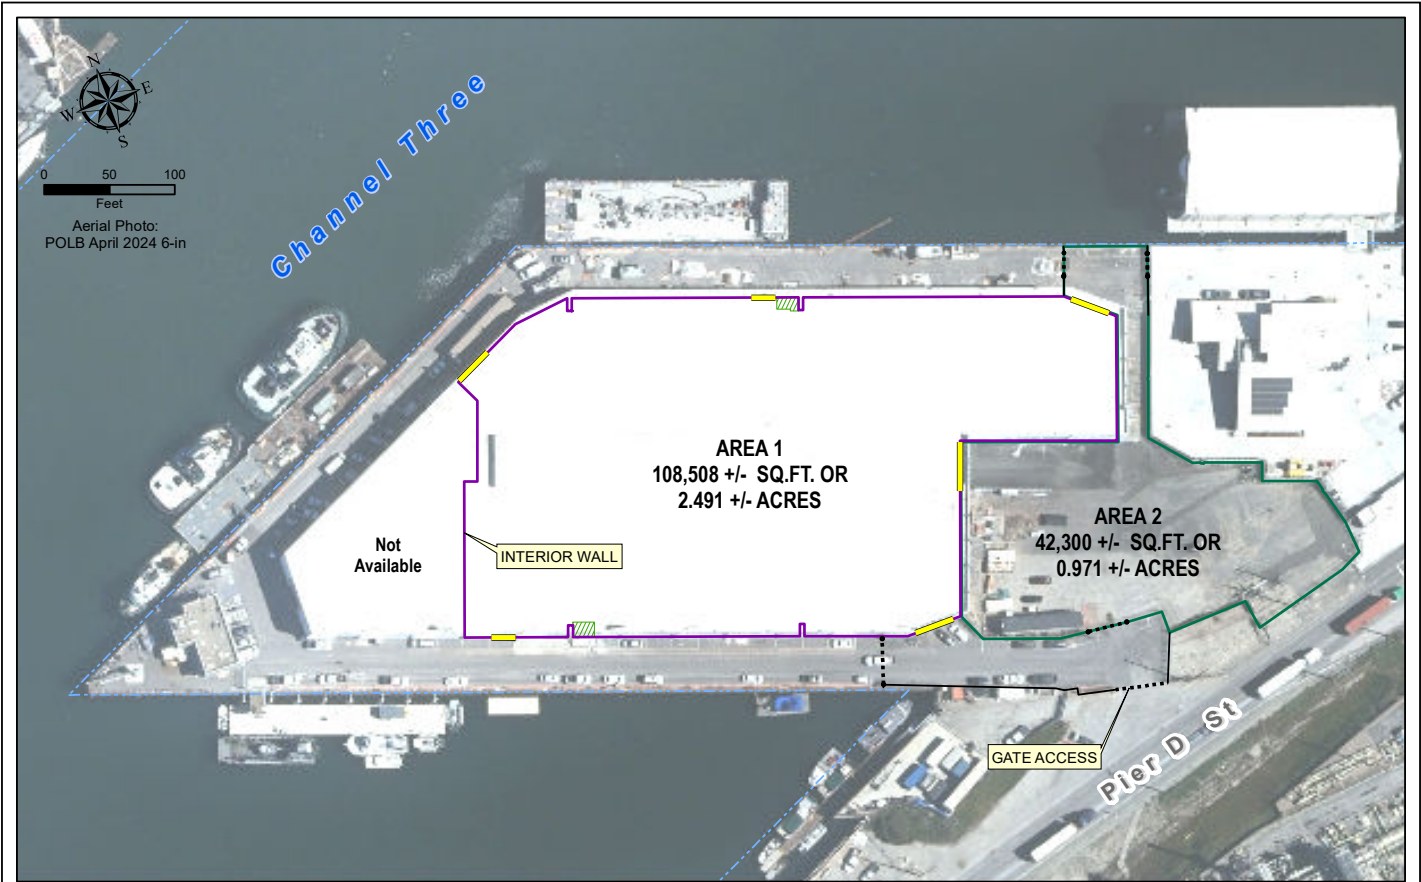 N
E
W
S
0 50 100
Feet
Aerial Photo:
POLB April 2024 6-in
Channel Three
AREA 1
108,508 +/- SQ.FT. OR
2.491 +/- ACRES
AREA 2
42,300 +/- SQ.FT. OR
0.971 +/- ACRES
Not
Available
INTERIOR WALL
GATE ACCESS
Pier D St